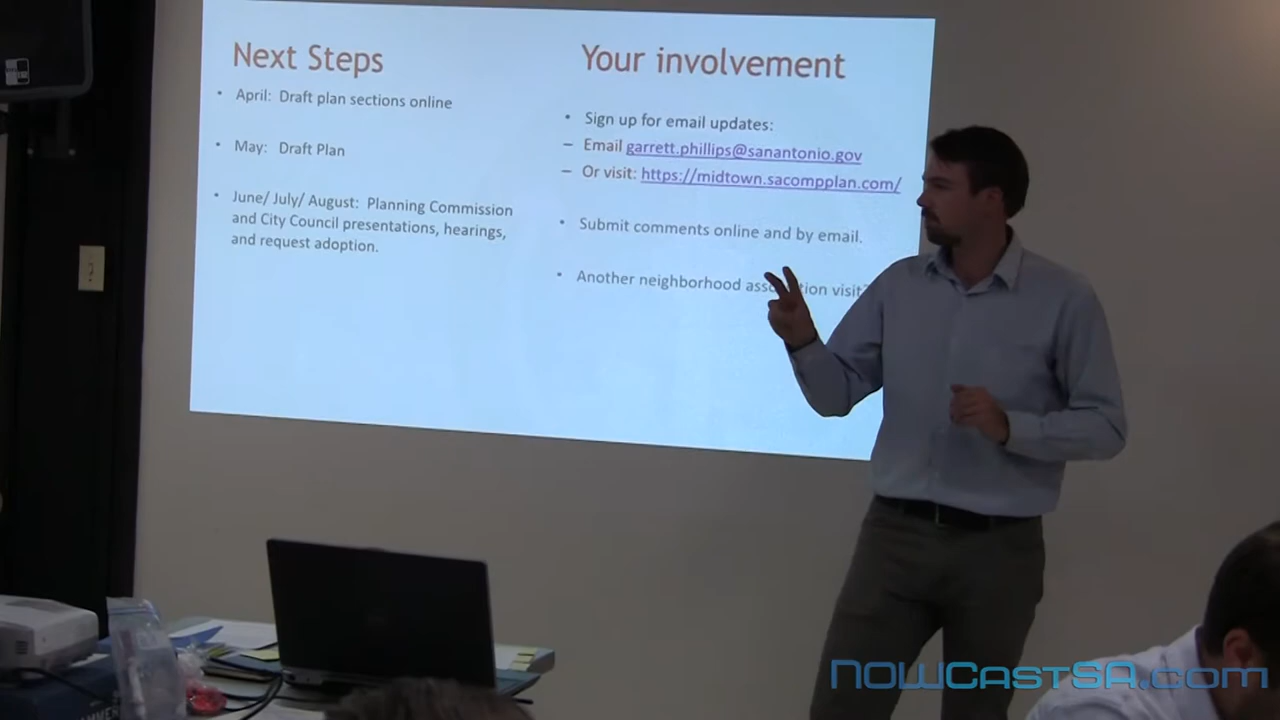 Next Steps
• April: Draft plan sections online
• May: Draft Plan
• June/ July/ August: Planning Commission
and City Council presentations, hearings,
and request adoption.
Your involvement
• Sign up for email updates:
– Email garrett.phillips@sanantonio.gov
– Or visit: https://midtown.sacompplan.com/
• Submit comments online and by email.
• Another neighborhood association visit?
NOWCASTSA.com